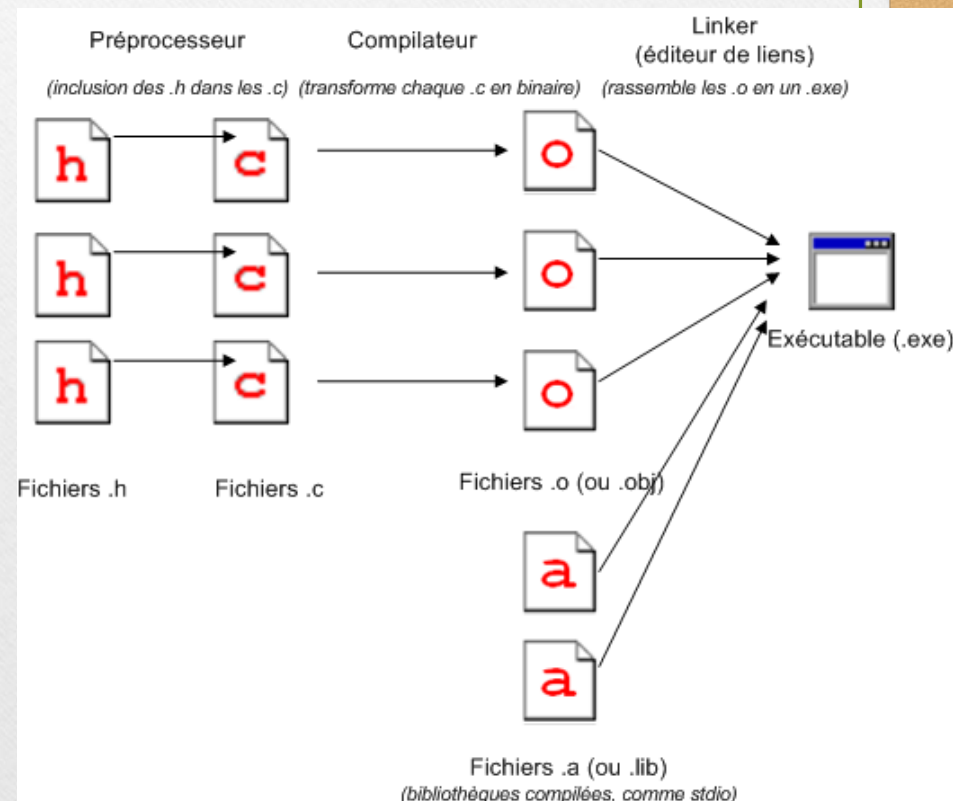 Préprocesseur
Compilateur
Linker
(éditeur de liens)
(inclusion des .h dans les .c)
(transforme chaque .c en binaire)
(rassemble les .o en un .exe)
h
c
o
h
c
o
h
c
o
Exécutable (.exe)
Fichiers .h
Fichiers .c
Fichiers .o (ou .obj)
a
a
Fichiers .a (ou .lib)
(bibliothèques compilées, comme stdio)